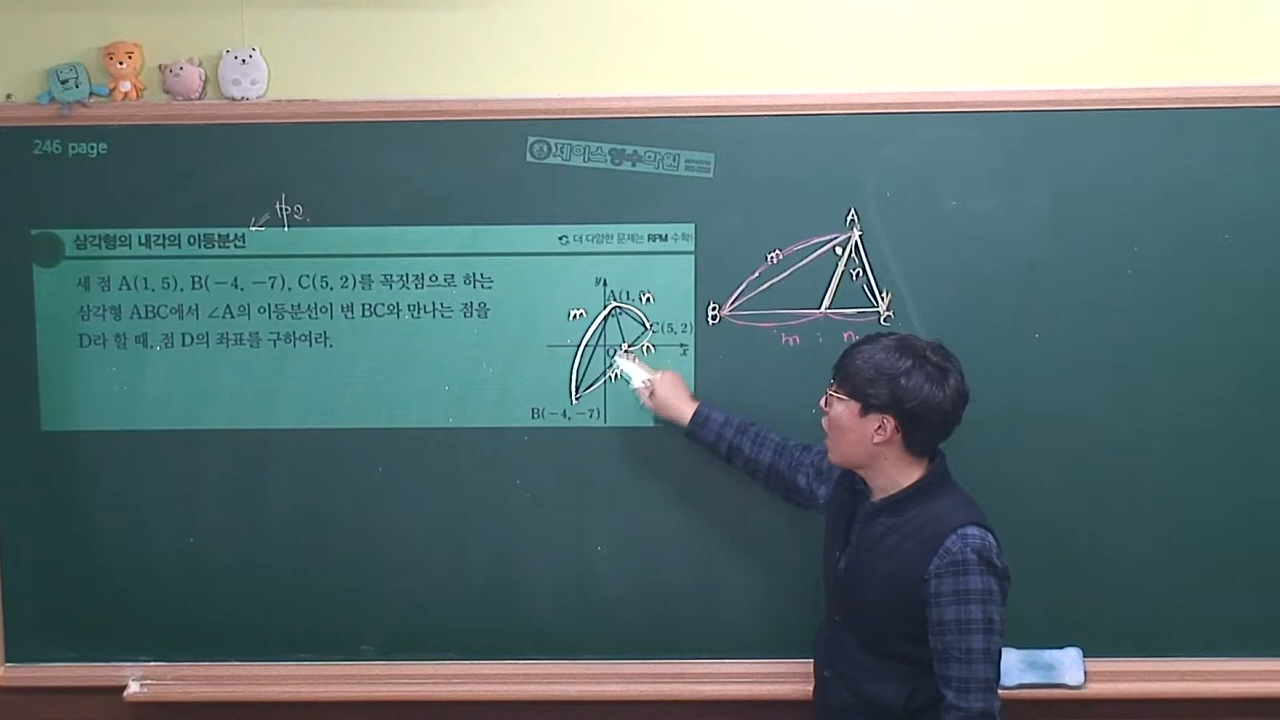 246 page
제이스영수학원
中2.
삼각형의 내각의 이등분선
더 다양한 문제는 RPM 수학(
세 점 A(1, 5), B(−4, −7), C(5, 2)를 꼭짓점으로 하는
삼각형 ABC에서 ∠A의 이등분선이 변 BC와 만나는 점을
D라 할 때, 점 D의 좌표를 구하여라.
y
A(1,
n
m
C(5, 2)
O
n
x
m
B(−4, −7)
A
m
n
B
C
m : n